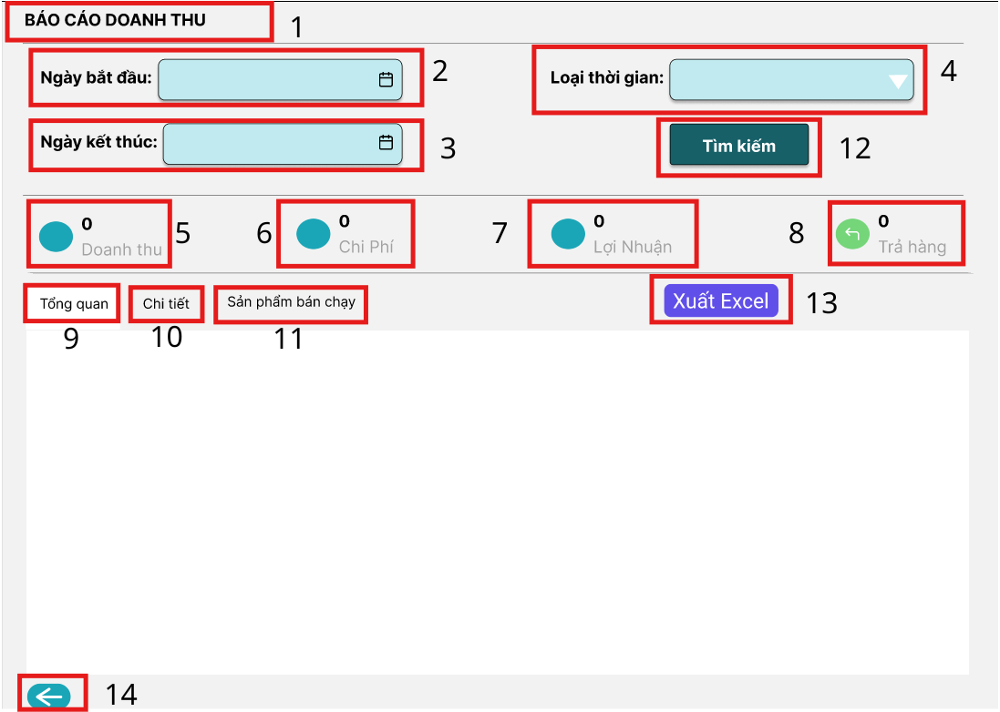 BÁO CÁO DOANH THU
1
Ngày bắt đầu:
2
Loại thời gian:
4
Ngày kết thúc:
3
Tìm kiếm
12
0
Doanh thu
5
6
0
Chi Phí
7
0
Lợi Nhuận
8
0
Trả hàng
Tổng quan
Chi tiết
Sản phẩm bán chạy
Xuất Excel
13
9
10
11
14